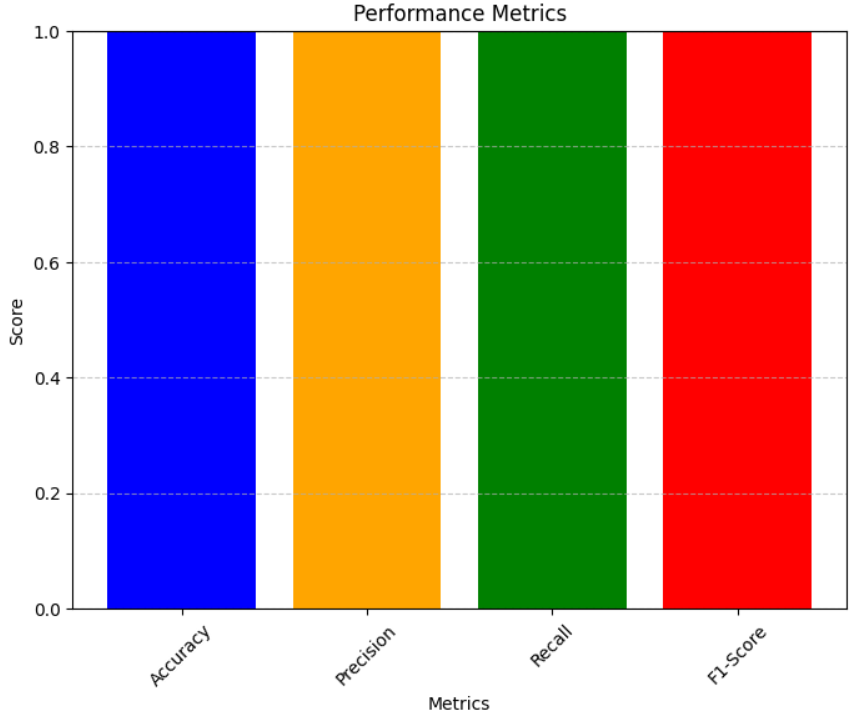 Performance Metrics
1.0
0.8
0.6
0.4
0.2
0.0
Score
Accuracy
Precision
Recall
F1-Score
Metrics